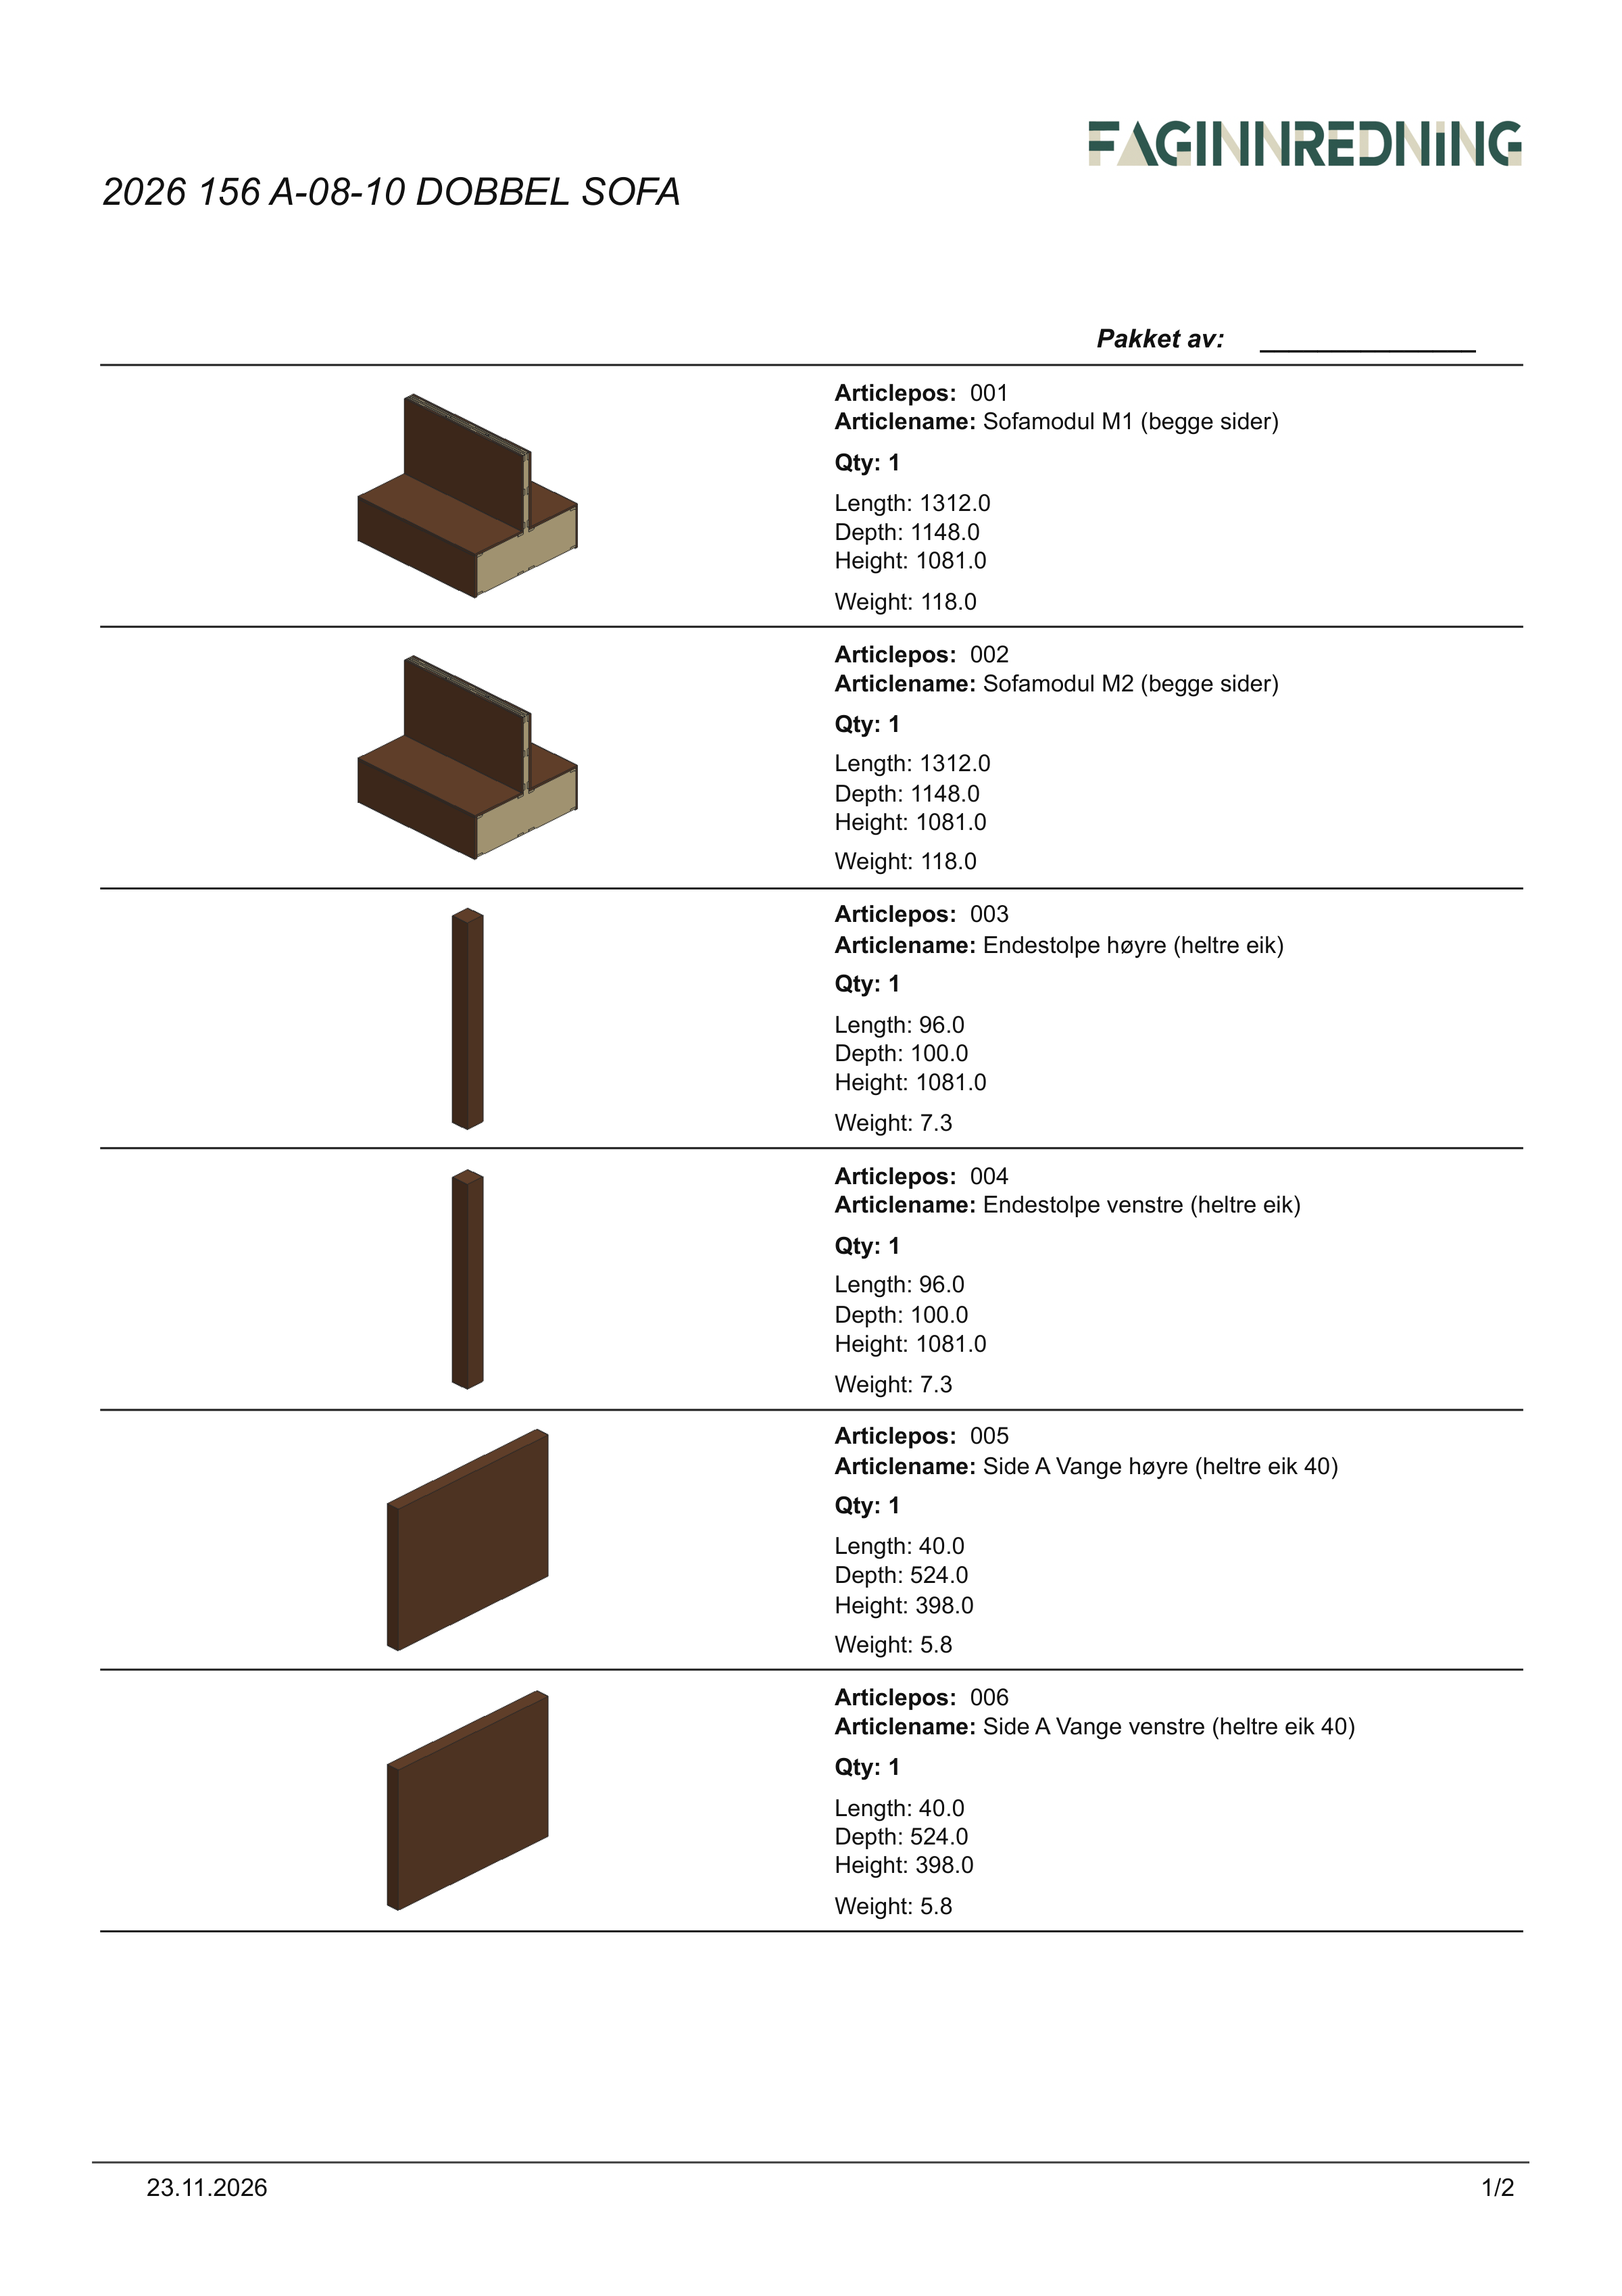 FAGINNREDNING
2026 156 A-08-10 DOBBEL SOFA
Pakket av:
Articlepos: 001
Articlename: Sofamodul M1 (begge sider)
Qty: 1
Length: 1312.0
Depth: 1148.0
Height: 1081.0
Weight: 118.0
Articlepos: 002
Articlename: Sofamodul M2 (begge sider)
Qty: 1
Length: 1312.0
Depth: 1148.0
Height: 1081.0
Weight: 118.0
Articlepos: 003
Articlename: Endestolpe høyre (heltre eik)
Qty: 1
Length: 96.0
Depth: 100.0
Height: 1081.0
Weight: 7.3
Articlepos: 004
Articlename: Endestolpe venstre (heltre eik)
Qty: 1
Length: 96.0
Depth: 100.0
Height: 1081.0
Weight: 7.3
Articlepos: 005
Articlename: Side A Vange høyre (heltre eik 40)
Qty: 1
Length: 40.0
Depth: 524.0
Height: 398.0
Weight: 5.8
Articlepos: 006
Articlename: Side A Vange venstre (heltre eik 40)
Qty: 1
Length: 40.0
Depth: 524.0
Height: 398.0
Weight: 5.8
23.11.2026
1/2